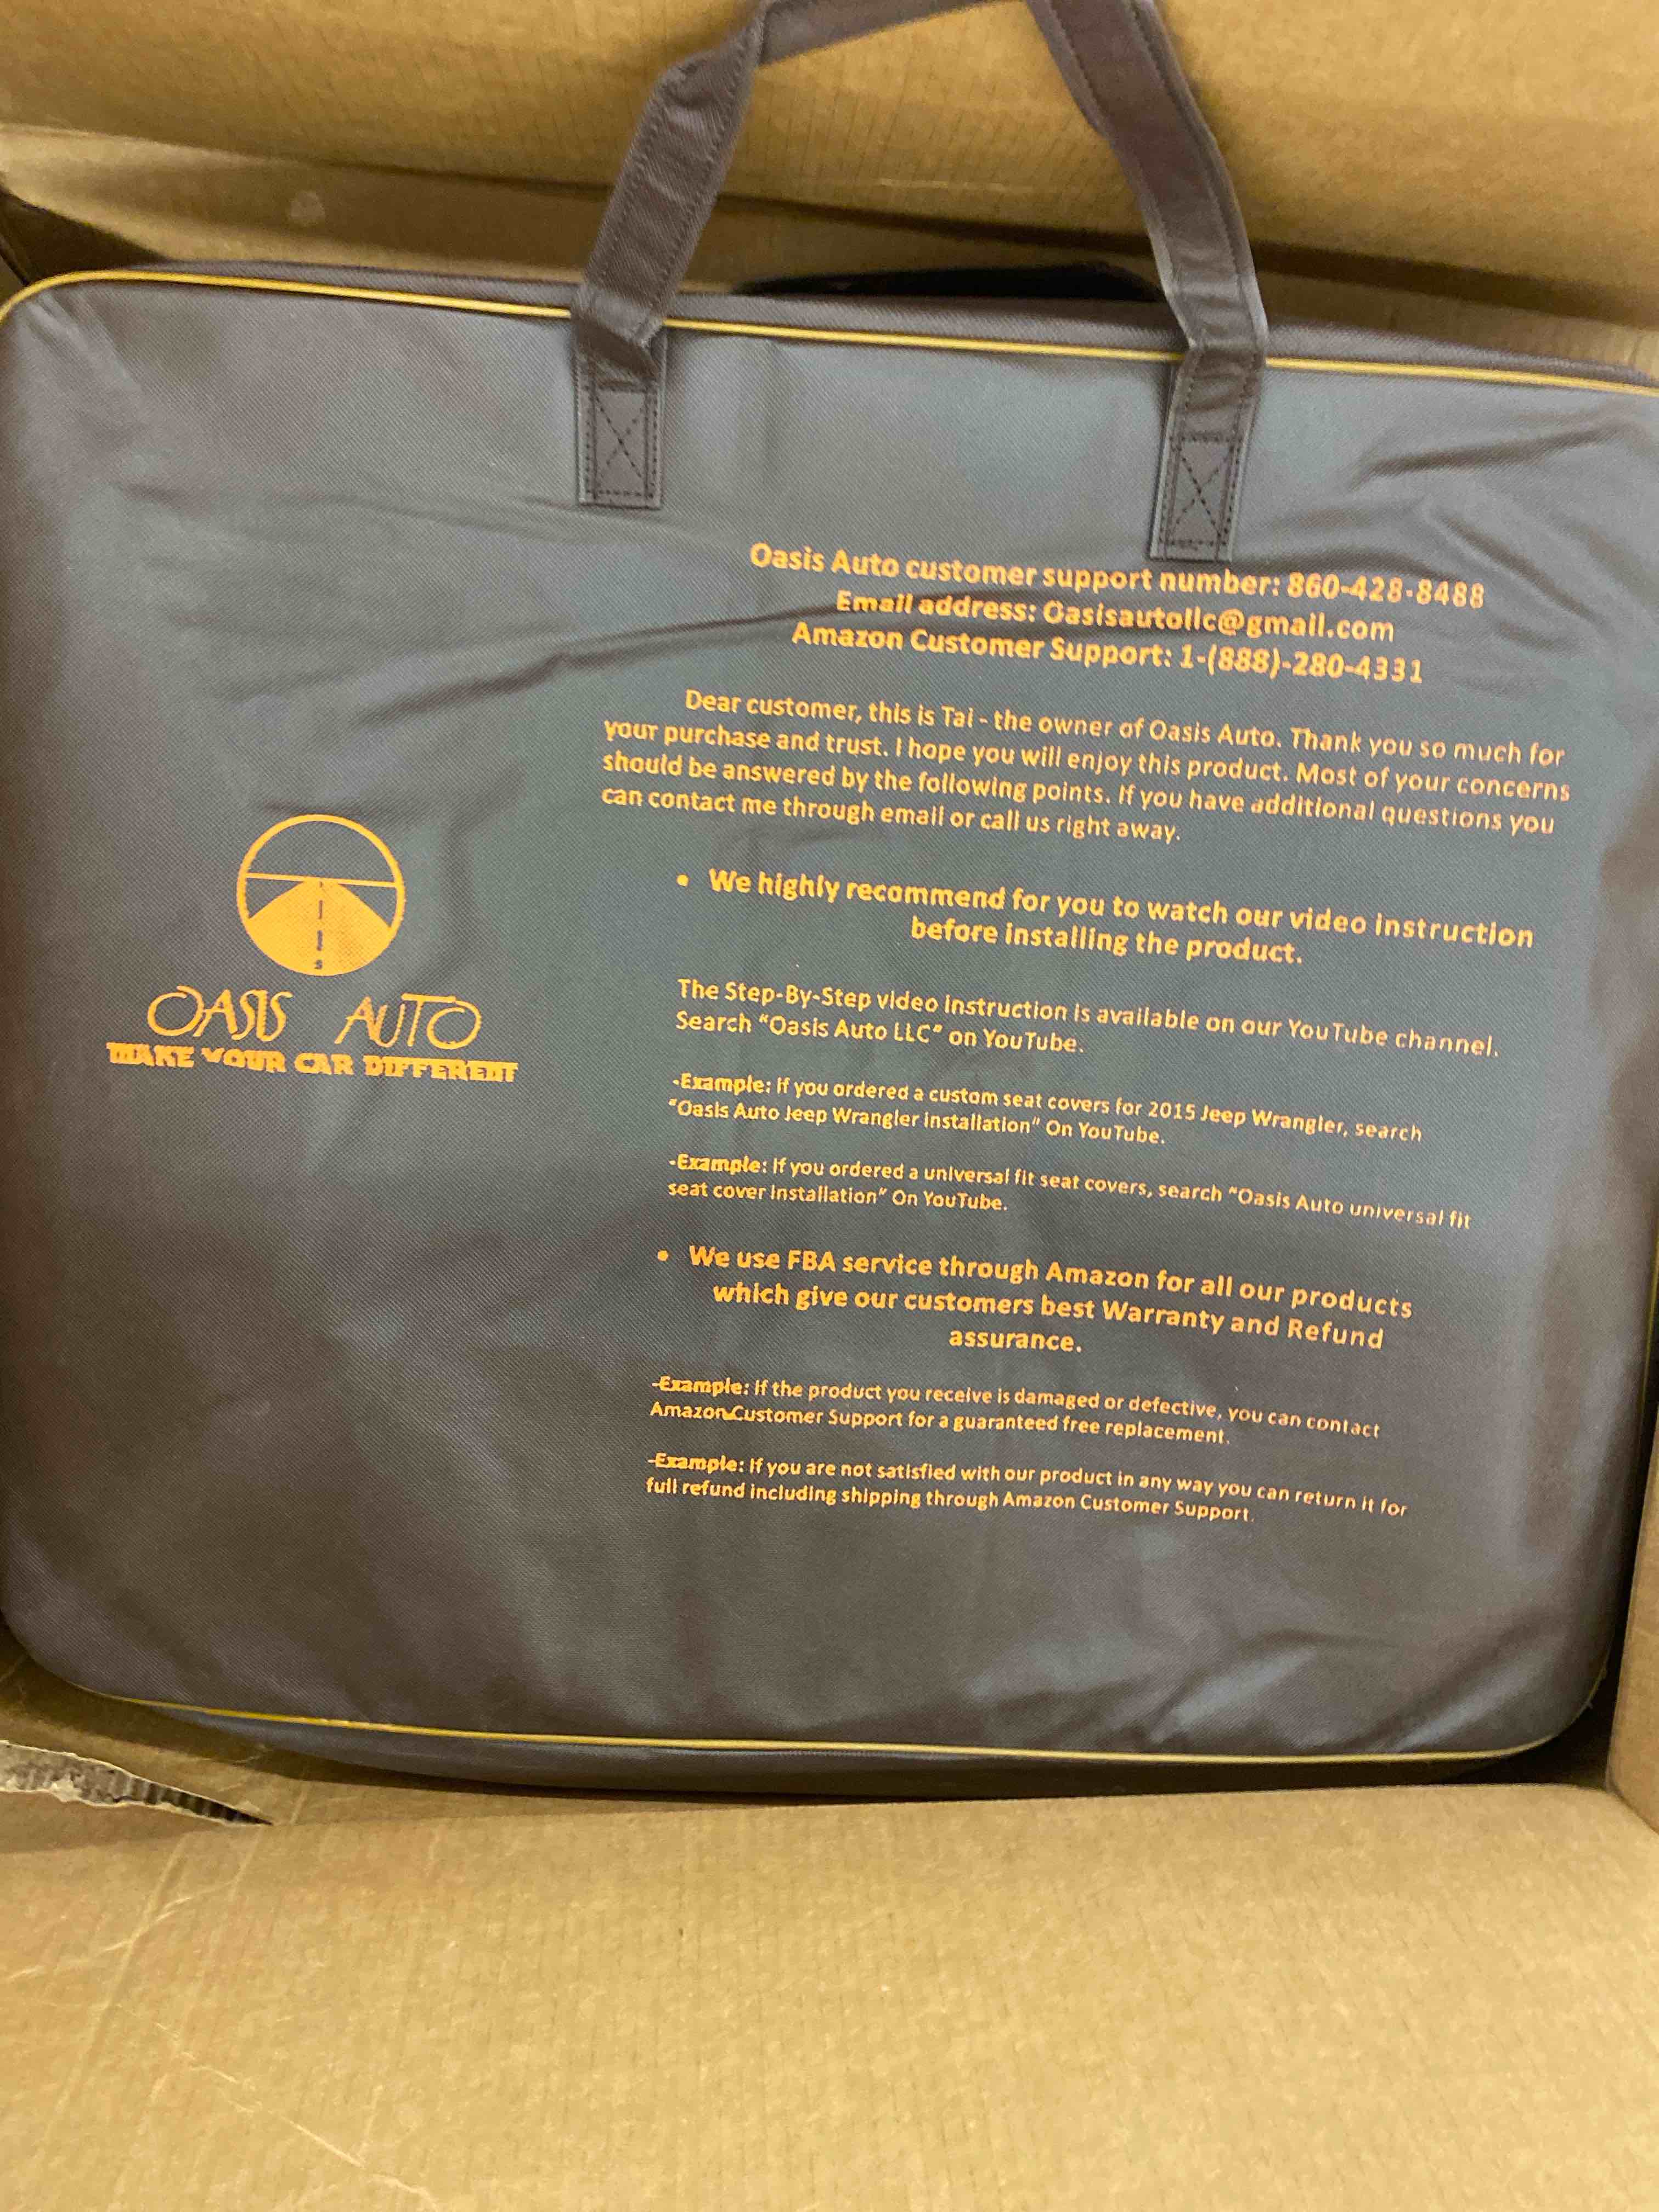 Oasis Auto customer support number: 860-428-8488
Email address: Oasisautollc@gmail.com
Amazon Customer Support: 1-(888)-280-4331
Dear customer, this is Tai - the owner of Oasis Auto. Thank you so much for
your purchase and trust. I hope you will enjoy this product. Most of your concerns
should be answered by the following points. If you have additional questions you
can contact me through email or call us right away.
• We highly recommend for you to watch our video instruction
before installing the product.
The Step-By-Step video instruction is available on our YouTube channel.
Search “Oasis Auto LLC” on YouTube.
-Example: If you ordered a custom seat covers for 2015 Jeep Wrangler, search
“Oasis Auto Jeep Wrangler installation” On YouTube.
-Example: If you ordered a universal fit seat covers, search “Oasis Auto universal fit
seat cover installation” On YouTube.
• We use FBA service through Amazon for all our products
which give our customers best Warranty and Refund
assurance.
-Example: If the product you receive is damaged or defective, you can contact
Amazon Customer Support for a guaranteed free replacement.
-Example: If you are not satisfied with our product in any way you can return it for
full refund including shipping through Amazon Customer Support.
OASIS AUTO
MAKE YOUR CAR DIFFERENT